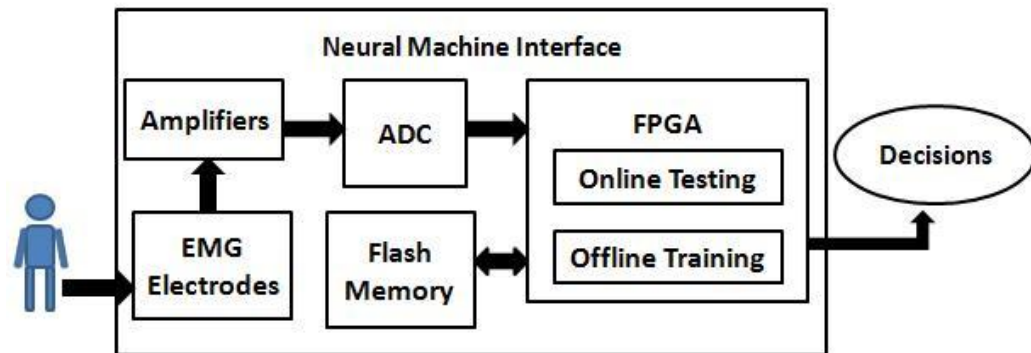 Neural Machine Interface
Amplifiers
ADC
FPGA
Online Testing
Offline Training
EMG
Electrodes
Flash
Memory
Decisions